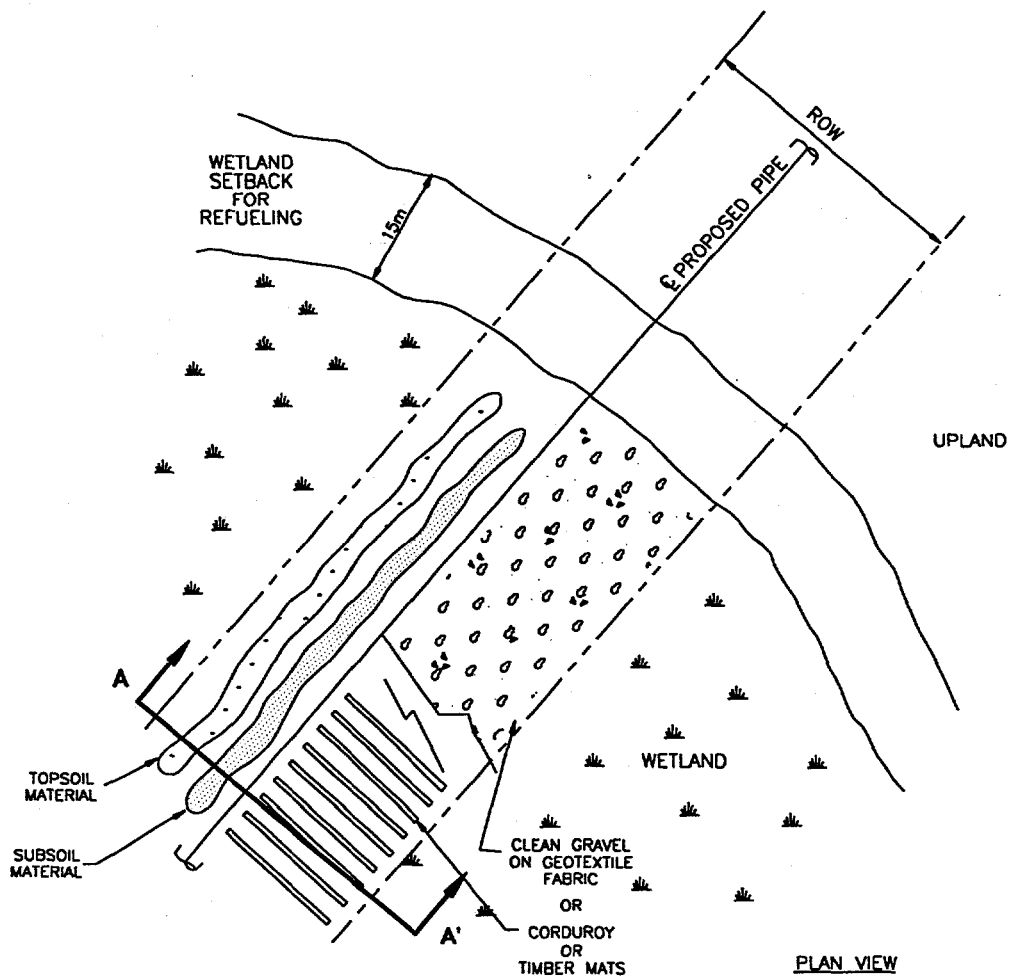 ROW
WETLAND
SETBACK
FOR
REFUELING
15m
℄ PROPOSED PIPE
UPLAND
A
TOPSOIL
MATERIAL
SUBSOIL
MATERIAL
WETLAND
CLEAN GRAVEL
ON GEOTEXTILE
FABRIC
OR
CORDUROY
OR
TIMBER MATS
A'
PLAN VIEW